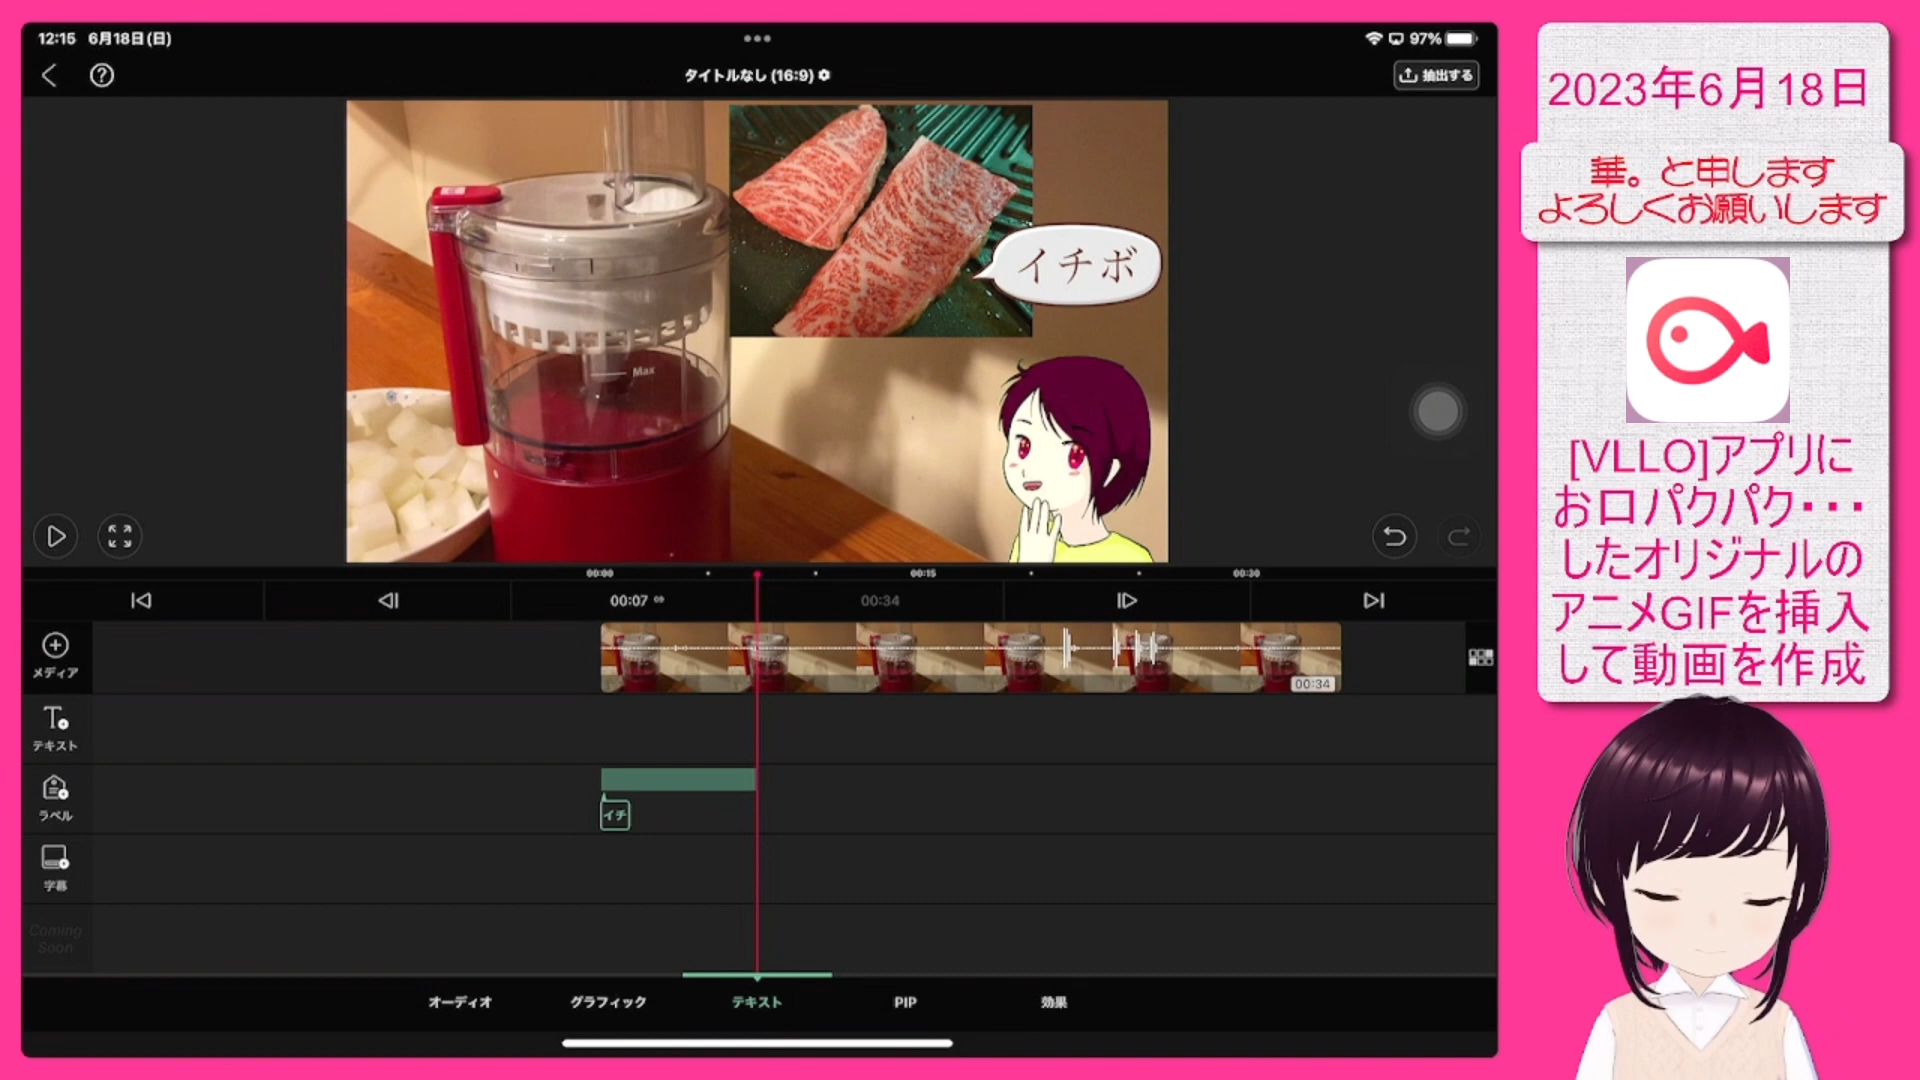 12:15 6月18日(日)
97%
タイトルなし (16:9)
抽出する
イチボ
Max
00:00
00:15
00:30
00:07
00:34
メディア
00:34
テキスト
ラベル
イチ
字幕
Coming
Soon
オーディオ
グラフィック
テキスト
PIP
効果
2023年6月18日
華。と申します
よろしくお願いします
[VLLO]アプリに
お口パクパク・・・
したオリジナルの
アニメGIFを挿入
して動画を作成